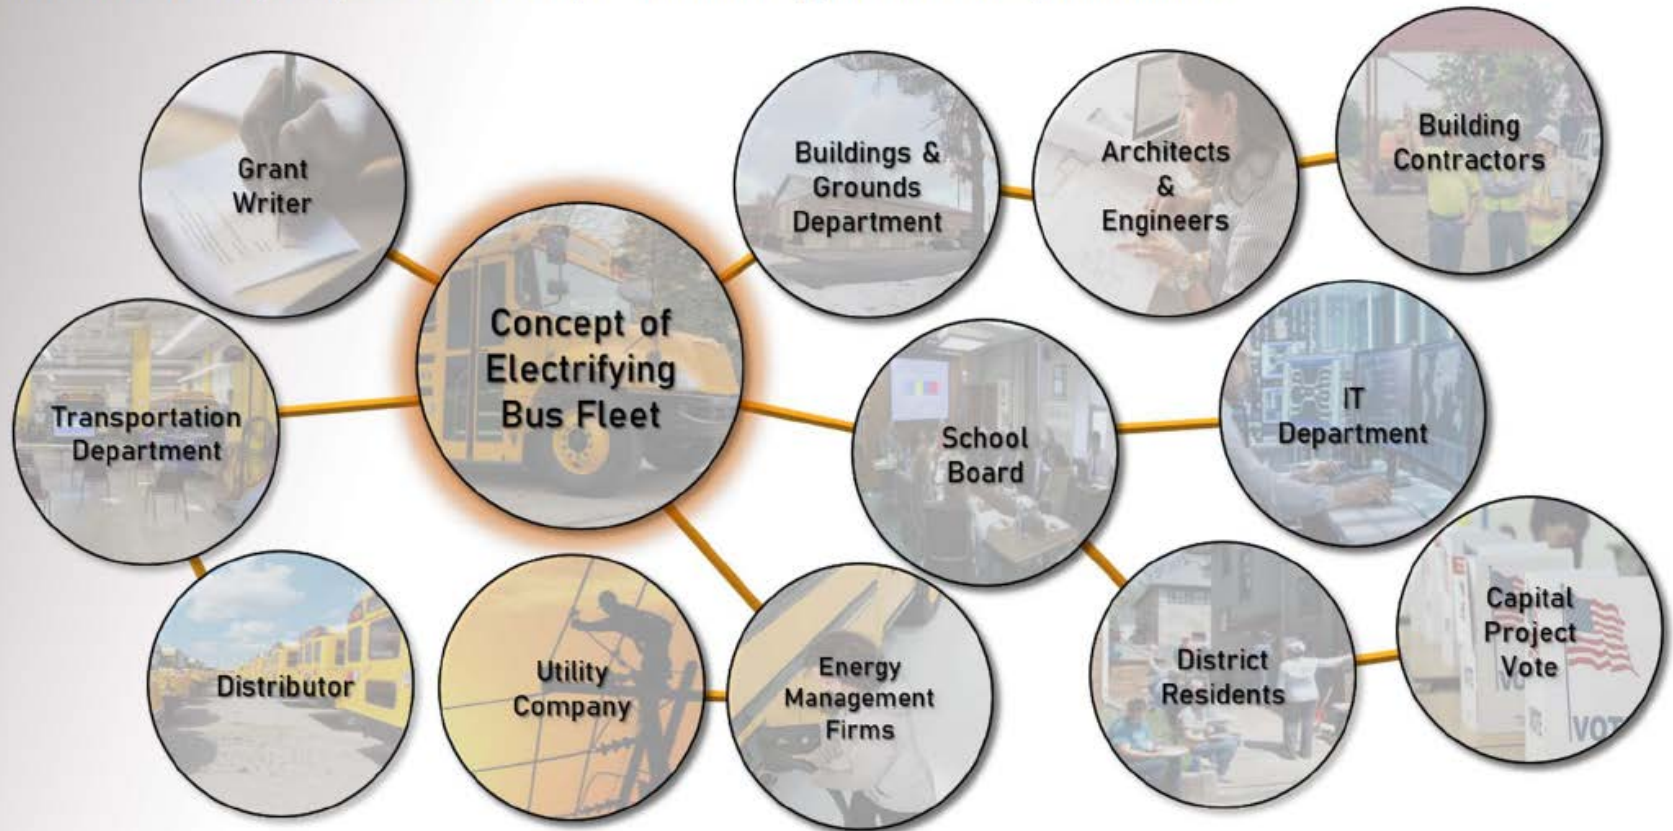 Grant
Writer
Buildings &
Grounds
Department
Architects
&
Engineers
Building
Contractors
Concept of
Electrifying
Bus Fleet
Transportation
Department
School
Board
IT
Department
Distributor
Utility
Company
Energy
Management
Firms
District
Residents
Capital
Project
Vote
VOTE